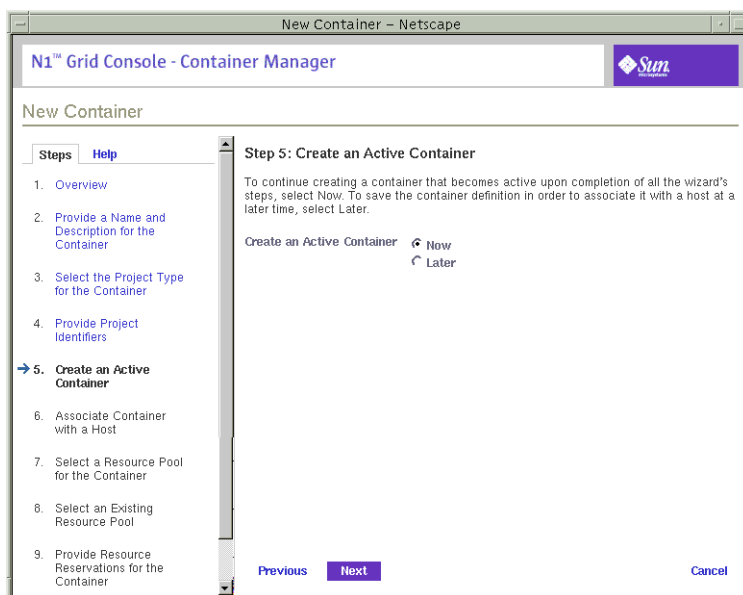 New Container – Netscape
N1™ Grid Console - Container Manager
Sun
microsystems
New Container
Steps
Help
1. Overview
2. Provide a Name and
Description for the
Container
3. Select the Project Type
for the Container
4. Provide Project
Identifiers
5. Create an Active
Container
6. Associate Container
with a Host
7. Select a Resource Pool
for the Container
8. Select an Existing
Resource Pool
9. Provide Resource
Reservations for the
Container
Step 5: Create an Active Container
To continue creating a container that becomes active upon completion of all the wizard's
steps, select Now. To save the container definition in order to associate it with a host at a
later time, select Later.
Create an Active Container
Now
Later
Previous
Next
Cancel